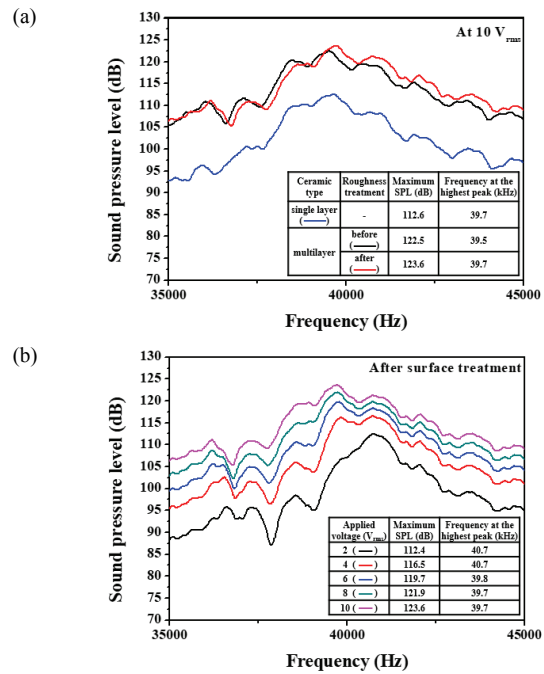 (a)
At 10 Vrms
Sound pressure level (dB)
130
125
120
115
110
105
100
95
90
85
80
75
70
Ceramic type Roughness treatment Maximum SPL (dB) Frequency at the highest peak (kHz)
single layer ( ) - 112.6 39.7
multilayer before ( ) 122.5 39.5
after ( ) 123.6 39.7
35000 40000 45000
Frequency (Hz)
(b)
After surface treatment
Sound pressure level (dB)
130
125
120
115
110
105
100
95
90
85
80
75
70
65
Applied voltage (Vrms) Maximum SPL (dB) Frequency at the highest peak (kHz)
2 ( ) 112.4 40.7
4 ( ) 116.5 40.7
6 ( ) 119.7 39.8
8 ( ) 121.9 39.7
10 ( ) 123.6 39.7
35000 40000 45000
Frequency (Hz)